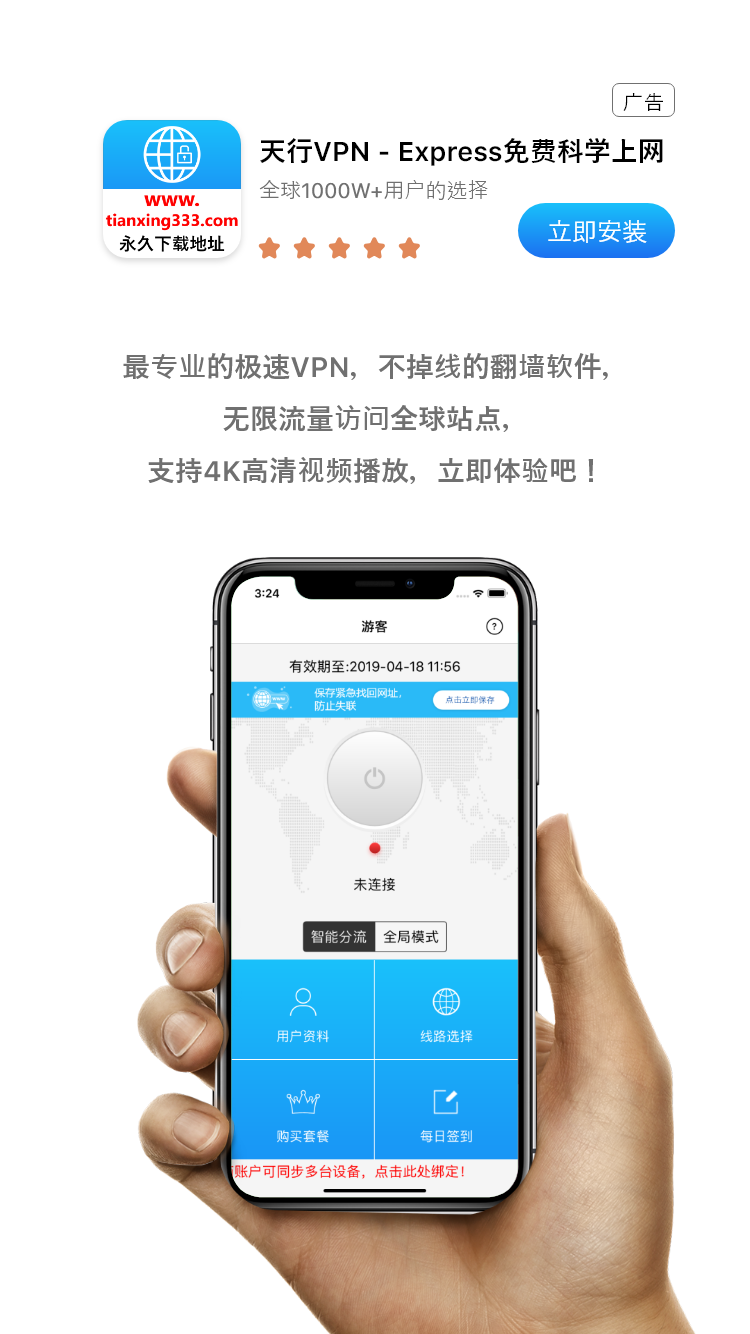 广告
www.
tianxing333.com
永久下载地址
天行VPN - Express免费科学上网
全球1000W+用户的选择
立即安装
最专业的极速VPN，不掉线的翻墙软件，
无限流量访问全球站点，
支持4K高清视频播放，立即体验吧！
3:24
游客
?
有效期至:2019-04-18 11:56
www
保存紧急找回网址，
防止失联
点击立即保存
未连接
智能分流 全局模式
用户资料 线路选择
购买套餐 每日签到
账户可同步多台设备，点击此处绑定！